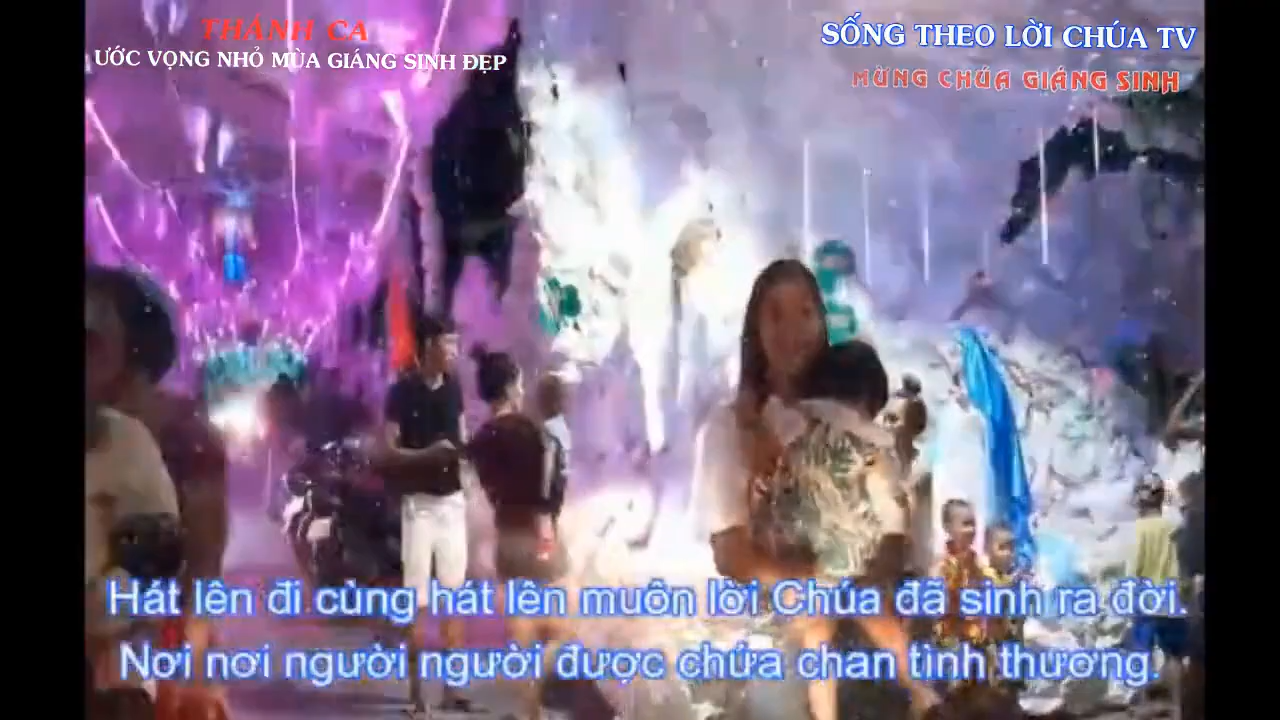 THÁNH CA
ƯỚC VỌNG NHỎ MÙA GIÁNG SINH ĐẸP
SỐNG THEO LỜI CHÚA TV
MỪNG CHÚA GIÁNG SINH
Hát lên đi cùng hát lên muôn lời Chúa đã sinh ra đời.
Nơi nơi người người được chứa chan tình thương.